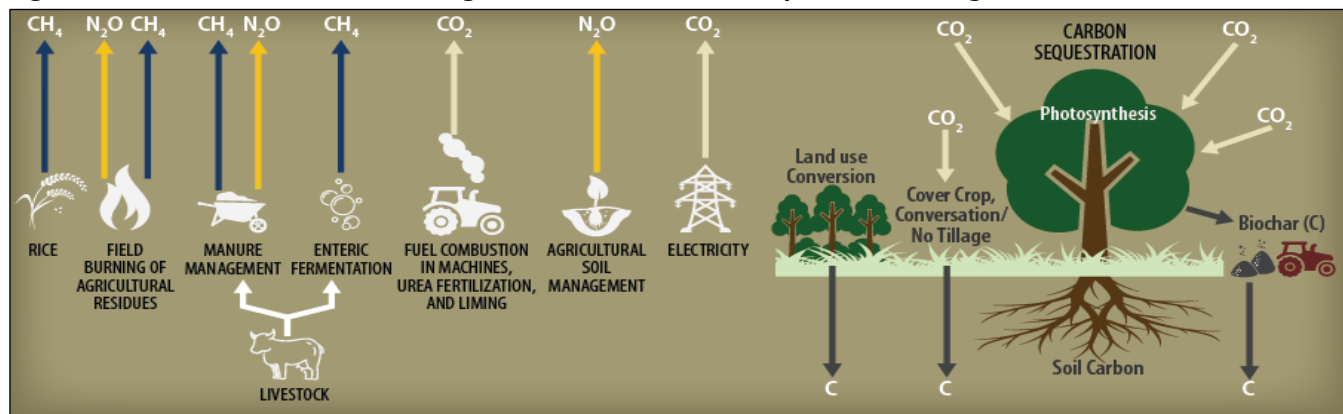 CH₄ N₂O CH₄ CH₄ N₂O CH₄ CO₂ N₂O CO₂
CARBON
SEQUESTRATION
CO₂
CO₂
CO₂
CO₂
Photosynthesis
Land use
Conversion
Cover Crop,
Conversation/
No Tillage
Biochar (C)
RICE
FIELD
BURNING OF
AGRICULTURAL
RESIDUES
MANURE
MANAGEMENT
ENTERIC
FERMENTATION
FUEL COMBUSTION
IN MACHINES,
UREA FERTILIZATION,
AND LIMING
AGRICULTURAL
SOIL
MANAGEMENT
ELECTRICITY
LIVESTOCK
Soil Carbon
C C C